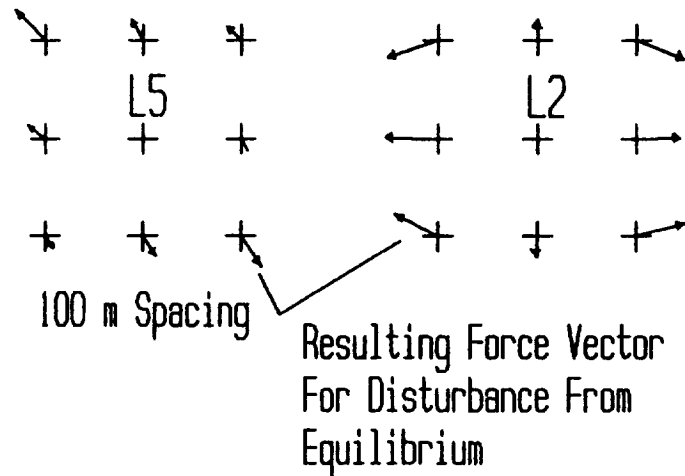 L5
L2
100 m Spacing
Resulting Force Vector
For Disturbance From
Equilibrium